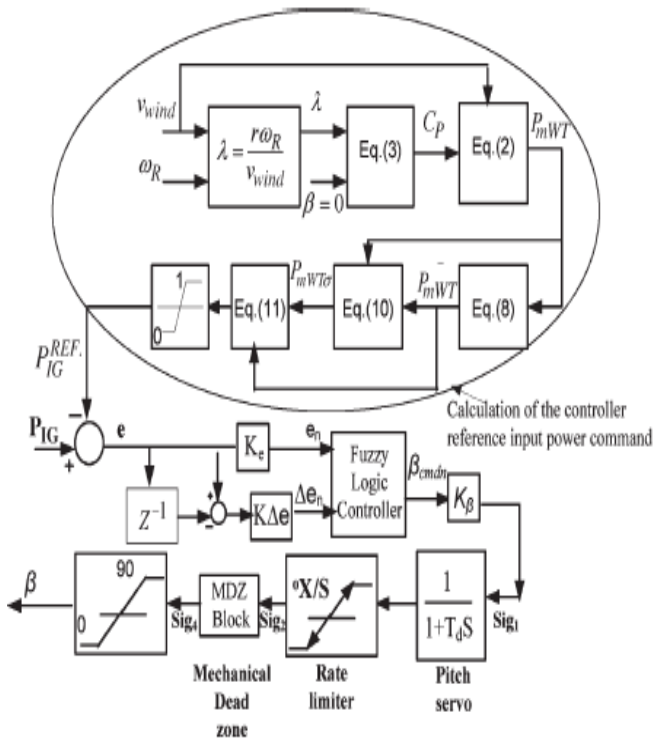 v_wind
λ
ω_R
λ = rω_R / v_wind
β = 0
Eq.(3)
C_P
Eq.(2)
P_mWT
P_mWTσ
P̄_mWT
1
0
Eq.(11)
Eq.(10)
Eq.(8)
P_IG^REF.
Calculation of the controller
reference input power command
P_IG
−
+
e
K_e
e_n
Fuzzy
Logic
Controller
β_cmdn
K_β
Z^-1
+
−
KΔe
Δe_n
β
90
0
Sig_4
MDZ
Block
Sig_2
ºX/S
1
1+T_dS
Sig_1
Mechanical
Dead
zone
Rate
limiter
Pitch
servo